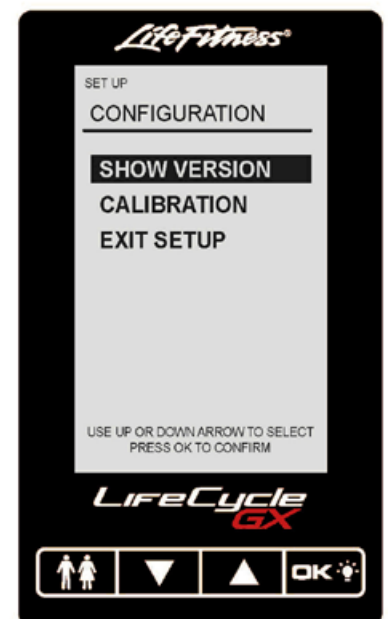 LifeFitness®
SET UP
CONFIGURATION
SHOW VERSION
CALIBRATION
EXIT SETUP
USE UP OR DOWN ARROW TO SELECT
PRESS OK TO CONFIRM
LifeCycle
GX
OK